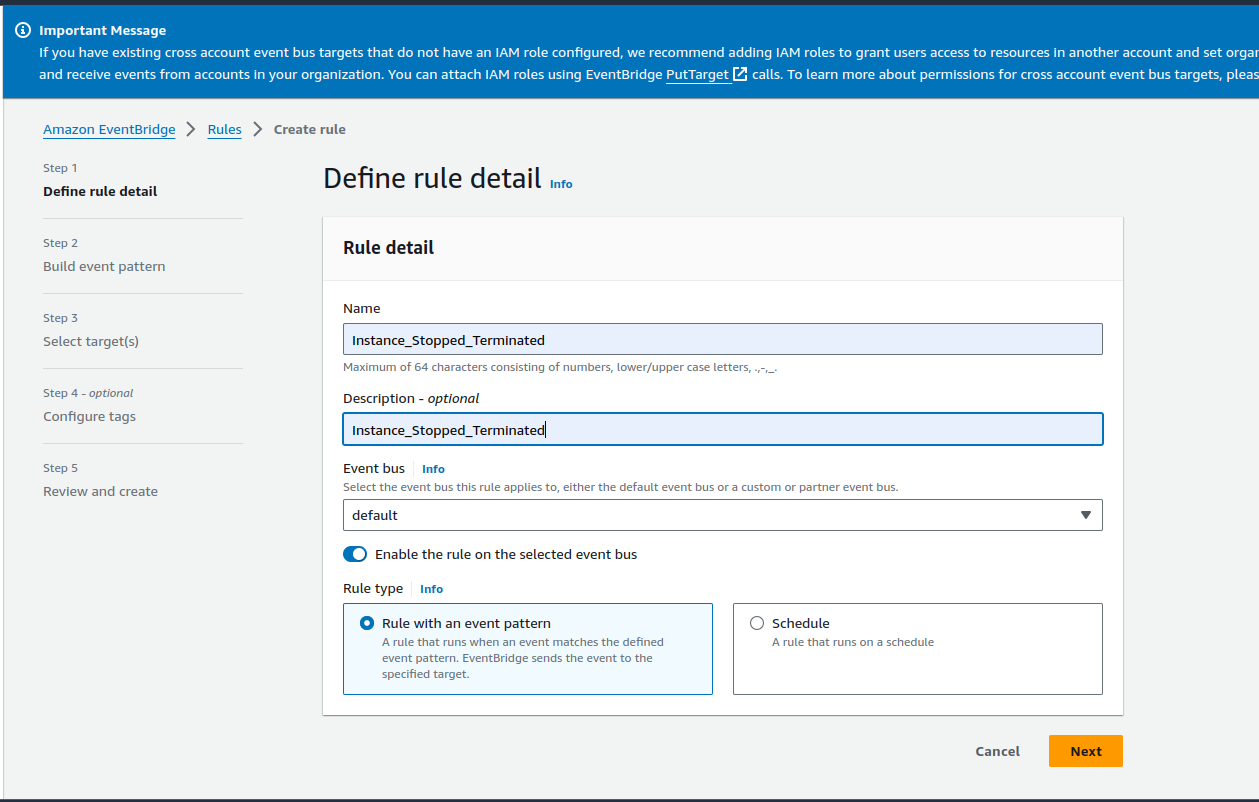 Important Message
If you have existing cross account event bus targets that do not have an IAM role configured, we recommend adding IAM roles to grant users access to resources in another account and set
and receive events from accounts in your organization. You can attach IAM roles using EventBridge PutTarget calls. To learn more about permissions for cross account event bus targets,
Amazon EventBridge > Rules > Create rule
Step 1
Define rule detail
Step 2
Build event pattern
Step 3
Select target(s)
Step 4 - optional
Configure tags
Step 5
Review and create
Define rule detail Info
Rule detail
Name
Instance_Stopped_Terminated
Maximum of 64 characters consisting of numbers, lower/upper case letters, .,-,_.
Description - optional
Instance_Stopped_Terminated
Event bus Info
Select the event bus this rule applies to, either the default event bus or a custom or partner event bus.
default
Enable the rule on the selected event bus
Rule type Info
Rule with an event pattern
A rule that runs when an event matches the defined
event pattern. EventBridge sends the event to the
specified target.
Schedule
A rule that runs on a schedule
Cancel
Next